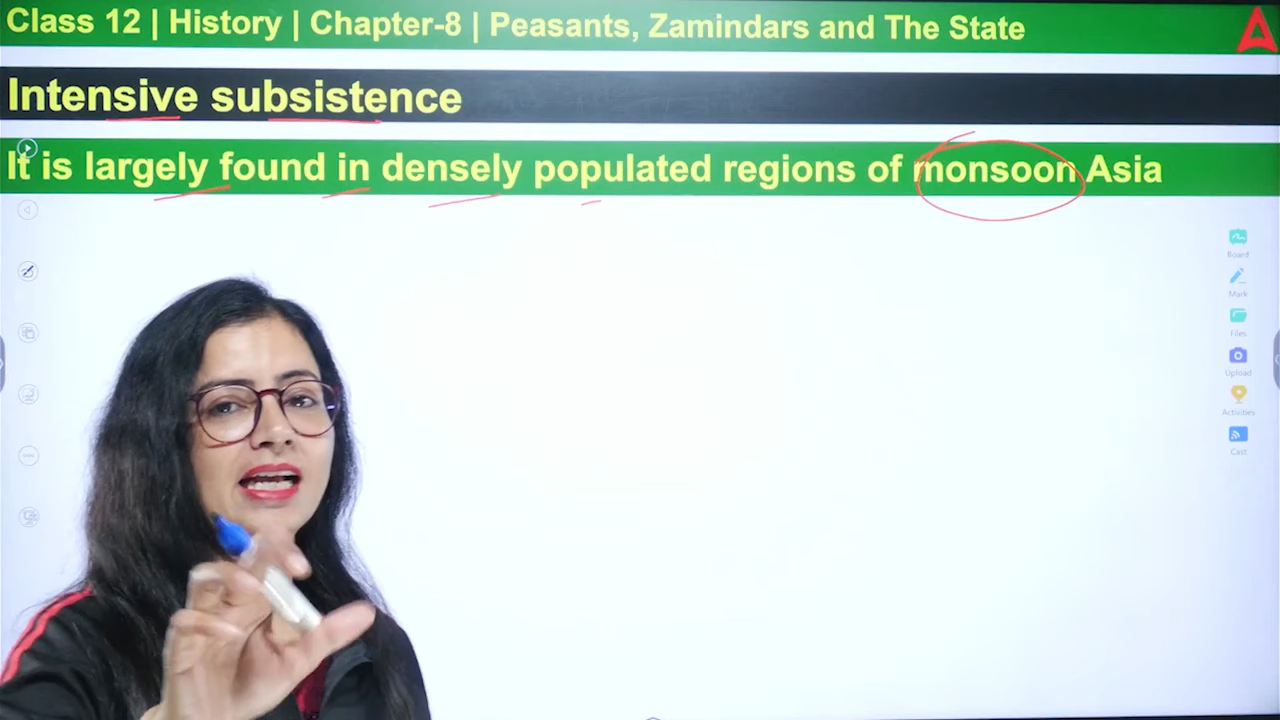 Class 12 | History | Chapter-8 | Peasants, Zamindars and The State
Intensive subsistence
It is largely found in densely populated regions of monsoon Asia
Board
Mark
Files
Upload
Activities
Cast